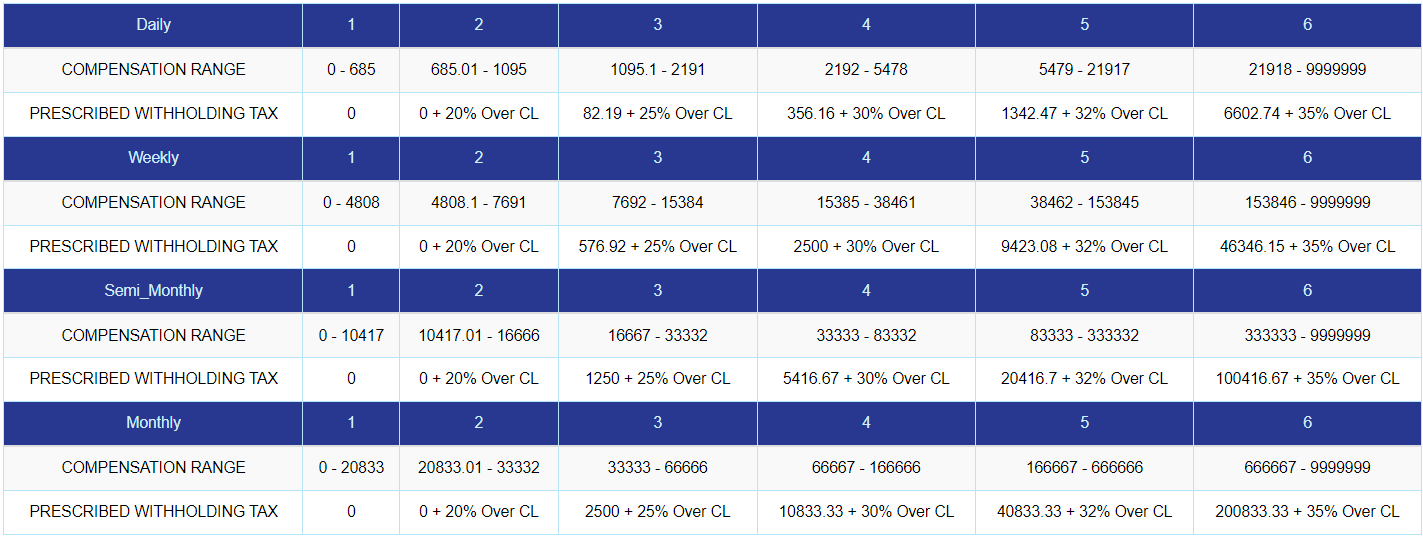 Daily 1 2 3 4 5 6
COMPENSATION RANGE 0 - 685 685.01 - 1095 1095.1 - 2191 2192 - 5478 5479 - 21917 21918 - 9999999
PRESCRIBED WITHHOLDING TAX 0 0 + 20% Over CL 82.19 + 25% Over CL 356.16 + 30% Over CL 1342.47 + 32% Over CL 6602.74 + 35% Over CL
Weekly 1 2 3 4 5 6
COMPENSATION RANGE 0 - 4808 4808.1 - 7691 7692 - 15384 15385 - 38461 38462 - 153845 153846 - 9999999
PRESCRIBED WITHHOLDING TAX 0 0 + 20% Over CL 576.92 + 25% Over CL 2500 + 30% Over CL 9423.08 + 32% Over CL 46346.15 + 35% Over CL
Semi_Monthly 1 2 3 4 5 6
COMPENSATION RANGE 0 - 10417 10417.01 - 16666 16667 - 33332 33333 - 83332 83333 - 333332 333333 - 9999999
PRESCRIBED WITHHOLDING TAX 0 0 + 20% Over CL 1250 + 25% Over CL 5416.67 + 30% Over CL 20416.7 + 32% Over CL 100416.67 + 35% Over CL
Monthly 1 2 3 4 5 6
COMPENSATION RANGE 0 - 20833 20833.01 - 33332 33333 - 66666 66667 - 166666 166667 - 666666 666667 - 9999999
PRESCRIBED WITHHOLDING TAX 0 0 + 20% Over CL 2500 + 25% Over CL 10833.33 + 30% Over CL 40833.33 + 32% Over CL 200833.33 + 35% Over CL